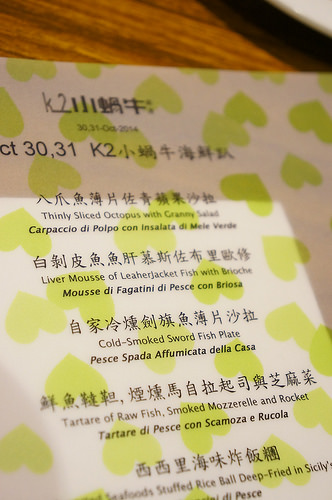 k2小蝸牛
30,31-Oct-2014
ct 30,31 K2小蝸牛海鮮趴
八爪魚薄片佐青蘋果沙拉
Thinly Sliced Octopus with Granny Salad
Carpaccio di Polpo con Insalata di Mele Verde
白剝皮魚魚肝慕斯佐布里歐修
Liver Mousse of LeaherJacket Fish with Brioche
Mousse di Fagatini di Pesce con Briosa
自家冷燻劍旗魚薄片沙拉
Cold-Smoked Sword Fish Plate
Pesce Spada Affumicata della Casa
鮮魚韃靼,煙燻馬自拉起司與芝麻菜
Tartare of Raw Fish, Smoked Mozzerelle and Rocket
Tartare di Pesce con Scamoza e Rucola
西西里海味炸飯糰
Seafoods Stuffed Rice Ball Deep-Fried in Sicily's
ni di Pesce